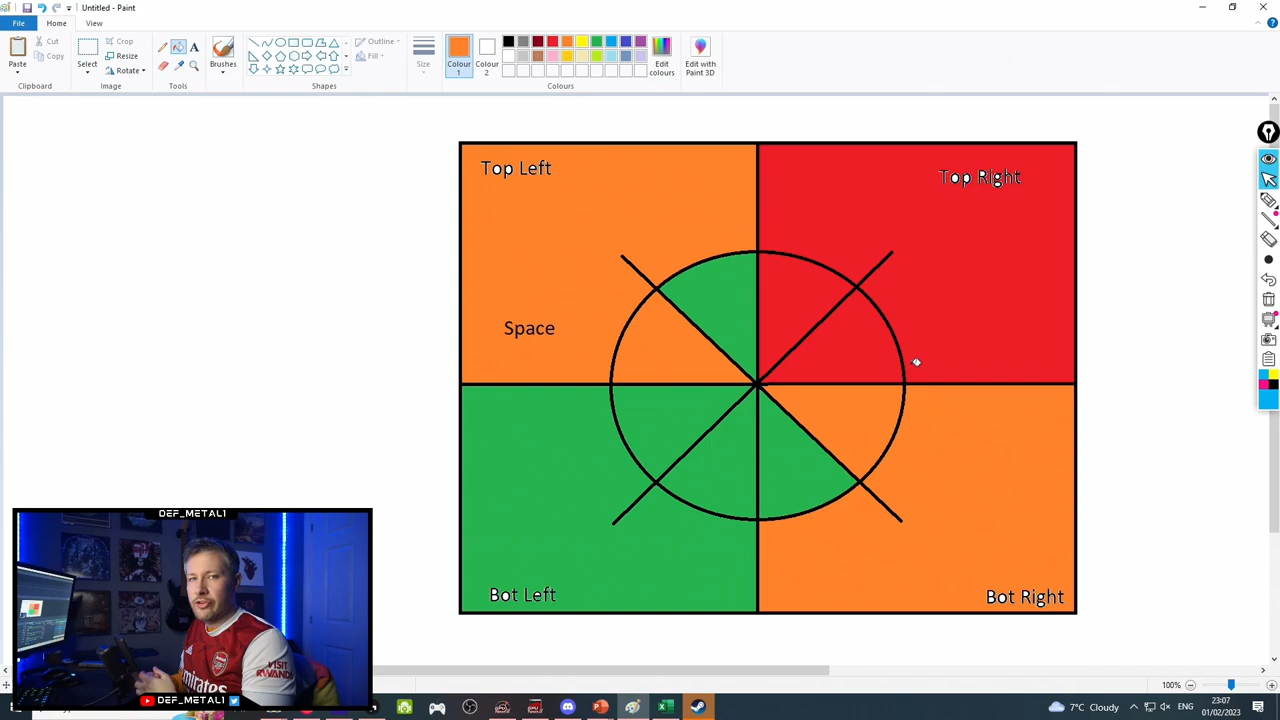 Untitled - Paint
File
Home
View
Paste
Cut
Copy
Clipboard
Select
Crop
Resize
Rotate
Image
Tools
Brushes
Shapes
Outline
Fill
Size
Colour 1
Colour 2
Colours
Edit colours
Edit with Paint 3D
Top Left
Top Right
Space
Bot Left
Bot Right
DEF_METAL1
VISIT RWANDA
DEF_METAL1
100%
7°C Cloudy
ENG
23:07
01/02/2023